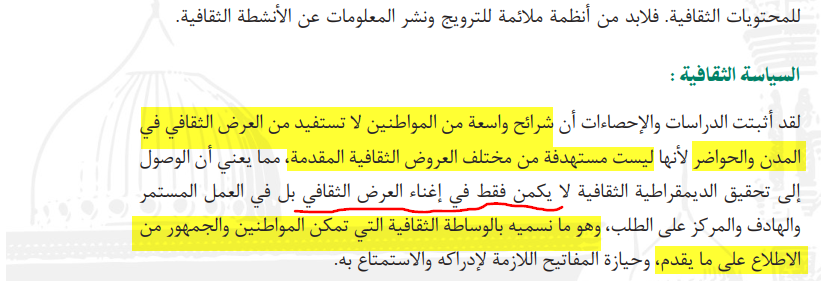 للمحتويات الثقافية. فلابد من أنظمة ملائمة للترويج ونشر المعلومات عن الأنشطة الثقافية.
السياسة الثقافية :
لقد أثبتت الدراسات والإحصاءات أن شرائح واسعة من المواطنين لا تستفيد من العرض الثقافي في
المدن والحواضر لأنها ليست مستهدفة من مختلف العروض الثقافية المقدمة، مما يعني أن الوصول
إلى تحقيق الديمقراطية الثقافية لا يكمن فقط في إغناء العرض الثقافي بل في العمل المستمر
والهادف والمركز على الطلب، وهو ما نسميه بالوساطة الثقافية التي تمكن المواطنين والجمهور من
الاطلاع على ما يقدم، وحيازة المفاتيح اللازمة لإدراكه والاستمتاع به.